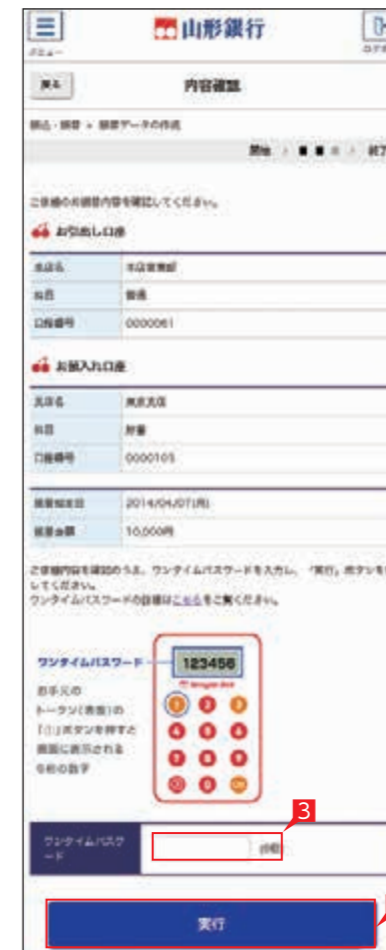 メニュー
山形銀行
戻る
内容確認
振込・振替 > 振替データの作成
開始
終了
ご依頼のお振替内容を確認してください。
お引出し口座
支店名 本店営業部
科目 普通
口座番号 0000061
お預入れ口座
支店名 東京支店
科目 貯蓄
口座番号 0000103
振替指定日 2014/04/07(月)
振替金額 10,000円
ご依頼内容を確認のうえ、ワンタイムパスワードを入力し、「実行」ボタンを
してください。
ワンタイムパスワードの詳細はこちらをご覧ください。
ワンタイムパスワード
123456
お手元の
トークン(表面)の
「①」ボタンを押すと
画面に表示される
6桁の数字
3
ワンタイムパスワ
ード
実行